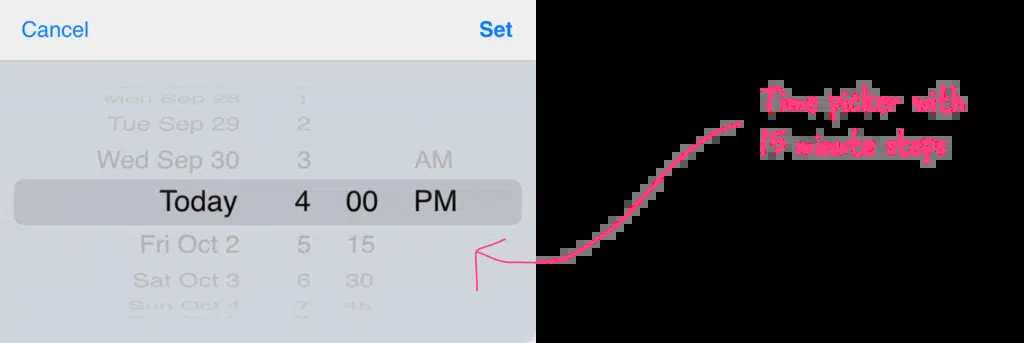 Cancel Set
Mon Sep 28 1
Tue Sep 29 2
Wed Sep 30 3 AM
Today 4 00 PM
Fri Oct 2 5 15
Sat Oct 3 6 30
Sun Oct 4 7 45
Time picker with
15 minute steps